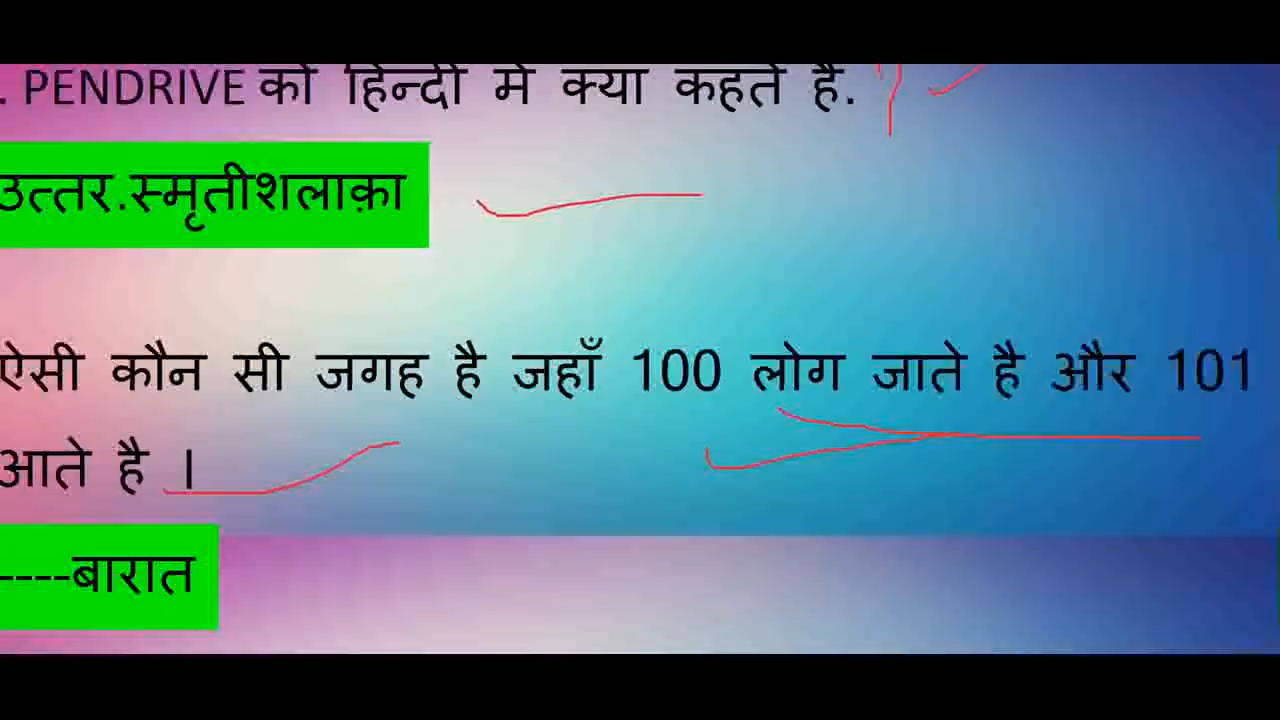 . PENDRIVE को हिन्दी में क्या कहते हैं.
उत्तर.स्मृतीशलाक़ा
ऐसी कौन सी जगह है जहाँ 100 लोग जाते है और 101
आते है ।
----बारात